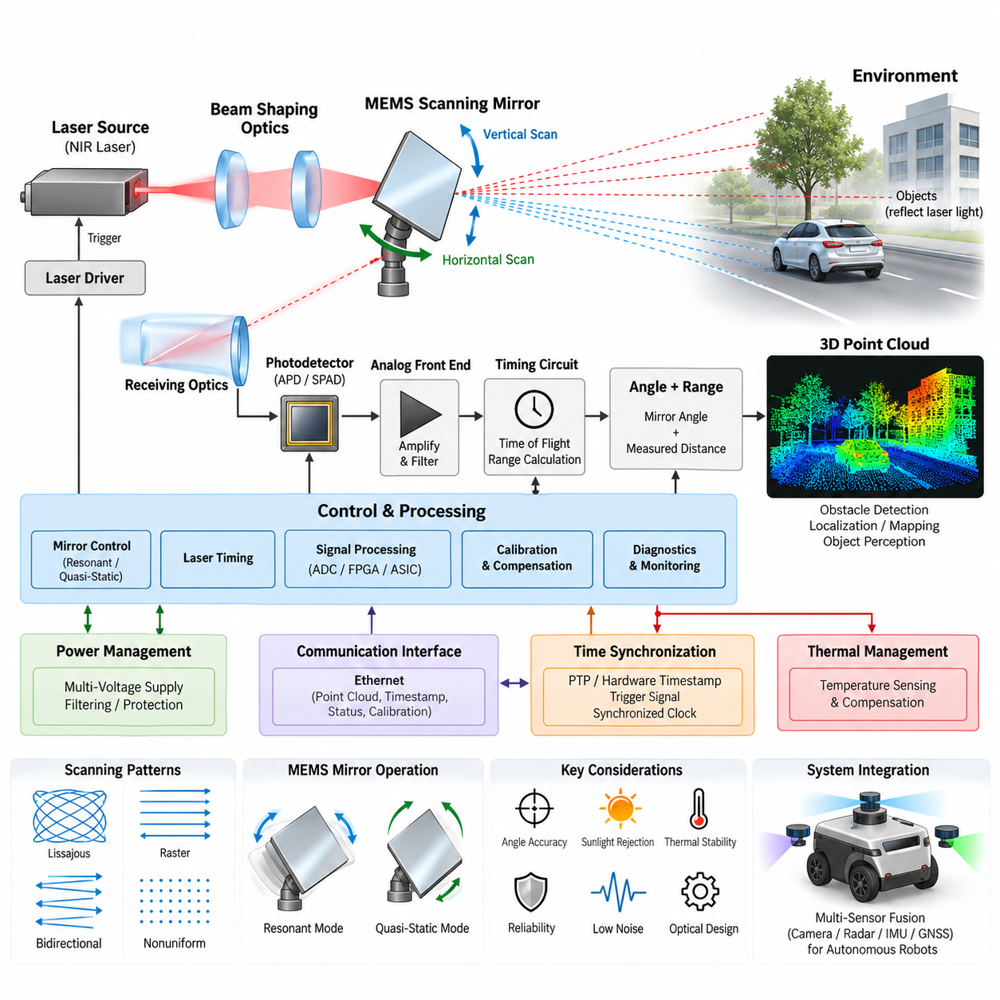 Environment
MEMS Scanning Mirror
Beam Shaping
Optics
Laser Source
(NIR Laser)
Vertical Scan
Objects
(reflect laser light)
Trigger
Horizontal Scan
Laser Driver
3D Point Cloud
Receiving Optics
Photodetector
(APD / SPAD)
Analog Front End
Amplify
& Filter
Timing Circuit
Time of Flight
Range Calculation
Angle + Range
Mirror Angle
+
Measured Distance
Obstacle Detection
Localization / Mapping
Object Perception
Control & Processing
Mirror Control
(Resonant /
Quasi-Static)
Laser Timing
Signal Processing
(ADC / FPGA / ASIC)
Calibration
& Compensation
Diagnostics
& Monitoring
Power Management
Multi-Voltage Supply
Filtering / Protection
Communication Interface
Ethernet
(Point Cloud, Timestamp,
Status, Calibration)
Time Synchronization
PTP / Hardware Timestamp
Trigger Signal
Synchronized Clock
Thermal Management
Temperature Sensing
& Compensation
Scanning Patterns
Lissajous
Raster
Bidirectional
Nonuniform
MEMS Mirror Operation
Resonant Mode
Quasi-Static Mode
Key Considerations
Angle Accuracy
Sunlight Rejection
Thermal Stability
Reliability
Low Noise
Optical Design
System Integration
Multi-Sensor Fusion
(Camera / Radar / IMU / GNSS)
for Autonomous Robots